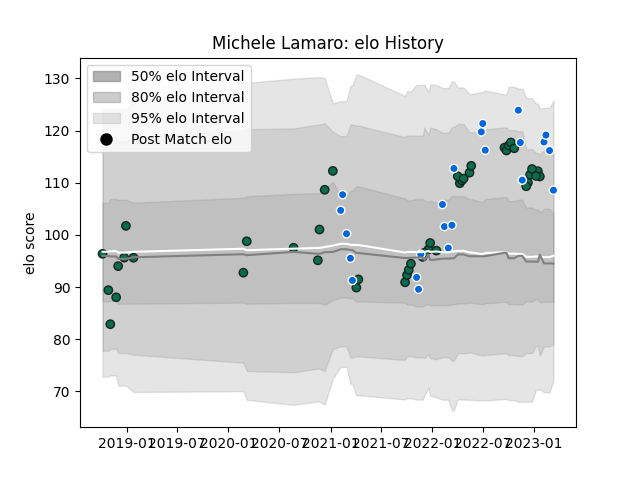 Michele Lamaro: elo History
50% elo Interval
80% elo Interval
95% elo Interval
Post Match elo
elo score
130
120
110
100
90
80
70
2019-01 2019-07 2020-01 2020-07 2021-01 2021-07 2022-01 2022-07 2023-01